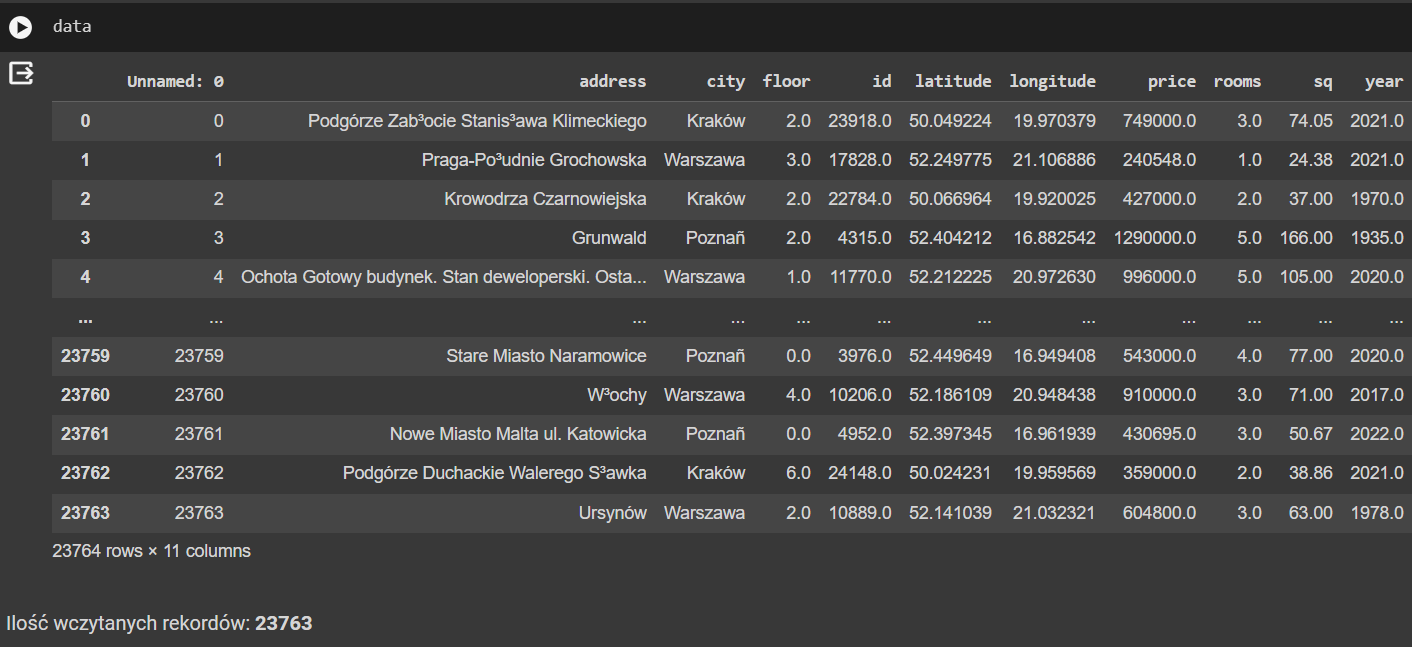 data
Unnamed: 0 address city floor id latitude longitude price rooms sq year
0 0 Podgórze Zab³ocie Stanis³awa Klimeckiego Kraków 2.0 23918.0 50.049224 19.970379 749000.0 3.0 74.05 2021.0
1 1 Praga-Po³udnie Grochowska Warszawa 3.0 17828.0 52.249775 21.106886 240548.0 1.0 24.38 2021.0
2 2 Krowodrza Czarnowiejska Kraków 2.0 22784.0 50.066964 19.920025 427000.0 2.0 37.00 1970.0
3 3 Grunwald Poznañ 2.0 4315.0 52.404212 16.882542 1290000.0 5.0 166.00 1935.0
4 4 Ochota Gotowy budynek. Stan deweloperski. Osta... Warszawa 1.0 11770.0 52.212225 20.972630 996000.0 5.0 105.00 2020.0
... ... ... ... ... ... ... ... ... ... ... ...
23759 23759 Stare Miasto Naramowice Poznañ 0.0 3976.0 52.449649 16.949408 543000.0 4.0 77.00 2020.0
23760 23760 W³ochy Warszawa 4.0 10206.0 52.186109 20.948438 910000.0 3.0 71.00 2017.0
23761 23761 Nowe Miasto Malta ul. Katowicka Poznañ 0.0 4952.0 52.397345 16.961939 430695.0 3.0 50.67 2022.0
23762 23762 Podgórze Duchackie Walerego S³awka Kraków 6.0 24148.0 50.024231 19.959569 359000.0 2.0 38.86 2021.0
23763 23763 Ursynów Warszawa 2.0 10889.0 52.141039 21.032321 604800.0 3.0 63.00 1978.0
23764 rows × 11 columns
Ilość wczytanych rekordów: 23763